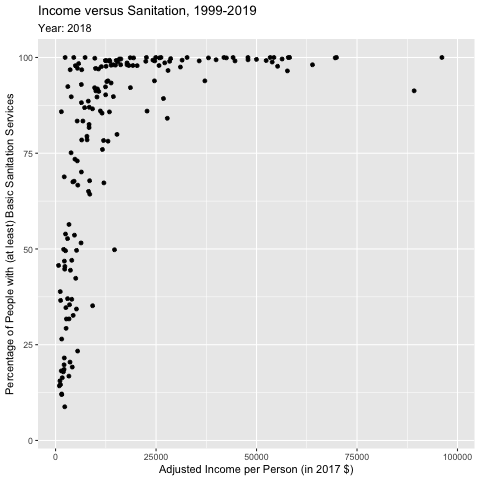 Income versus Sanitation, 1999-2019
Year: 2018
Percentage of People with (at least) Basic Sanitation Services
100
75
50
25
0
0 25000 50000 75000 100000
Adjusted Income per Person (in 2017 $)